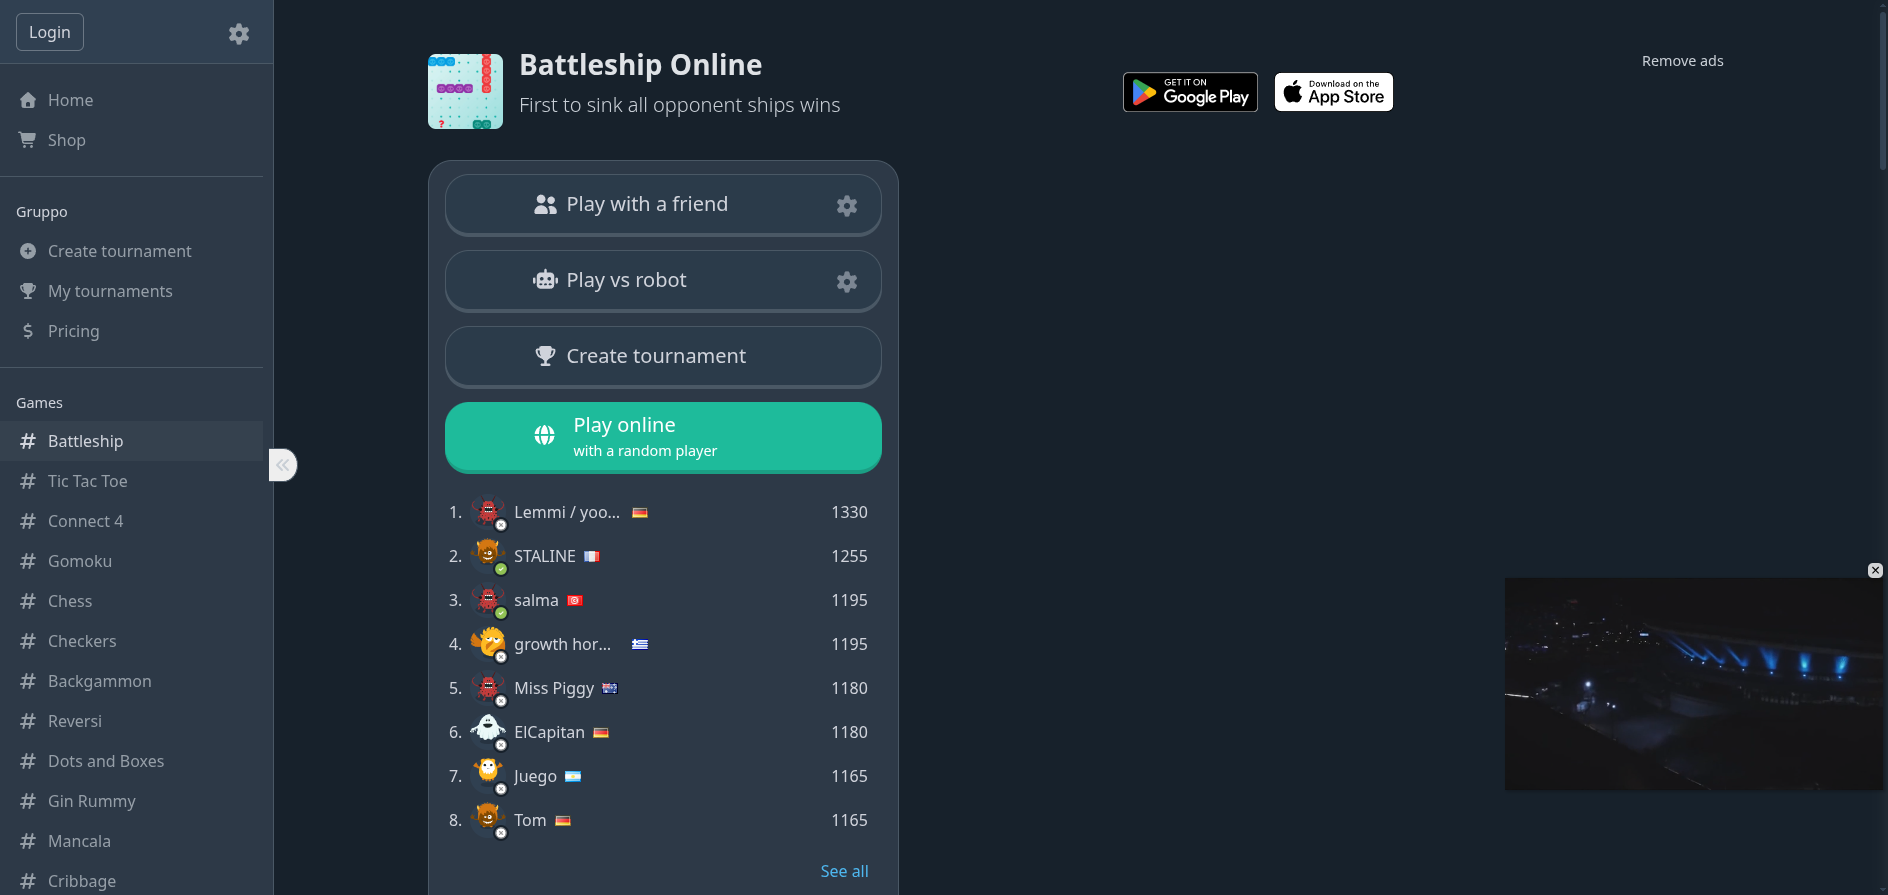 Login
Home
Shop
Gruppo
Create tournament
My tournaments
Pricing
Games
Battleship
Tic Tac Toe
Connect 4
Gomoku
Chess
Checkers
Backgammon
Reversi
Dots and Boxes
Gin Rummy
Mancala
Cribbage
Battleship Online
First to sink all opponent ships wins
GET IT ON
Google Play
Download on the
App Store
Remove ads
Play with a friend
Play vs robot
Create tournament
Play online
with a random player
1. Lemmi / yoo... 1330
2. STALINE 1255
3. salma 1195
4. growth hor... 1195
5. Miss Piggy 1180
6. ElCapitan 1180
7. Juego 1165
8. Tom 1165
See all